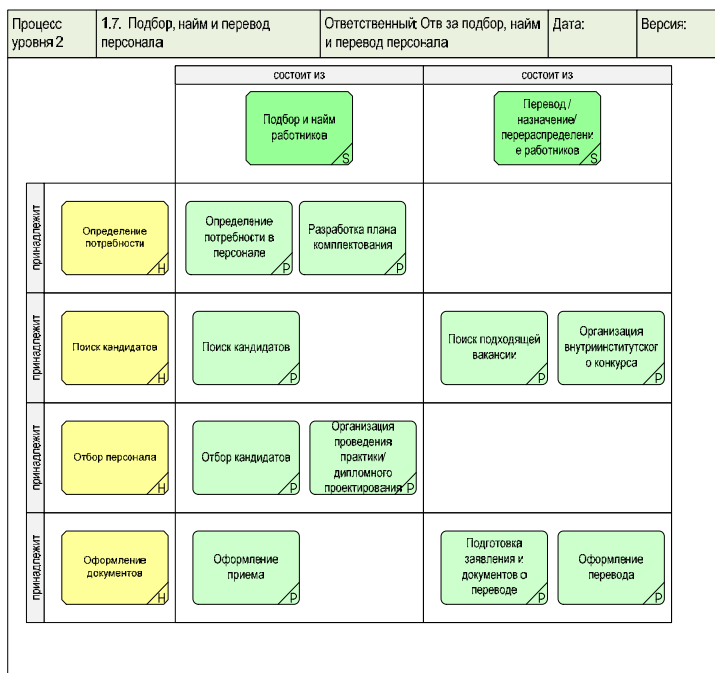 Процесс
уровня 2
1.7. Подбор, найм и перевод
персонала
Ответственный: Отв за подбор, найм
и перевод персонала
Дата:
Версия:
состоит из
состоит из
Подбор и найм
работников
S
Перевод /
назначение/
перераспределени
е работников
S
принадлежит
Определение
потребности
H
Определение
потребности в
персонале
P
Разработка плана
комплектования
P
принадлежит
Поиск кандидатов
H
Поиск кандидатов
P
Поиск подходящей
вакансии
P
Организация
внутриинститутског
о конкурса
P
принадлежит
Отбор персонала
H
Отбор кандидатов
P
Организация
проведения
практики/
дипломного
проектирования
P
принадлежит
Оформление
документов
H
Оформление
приема
P
Подготовка
заявления и
документов о
переводе
P
Оформление
перевода
P